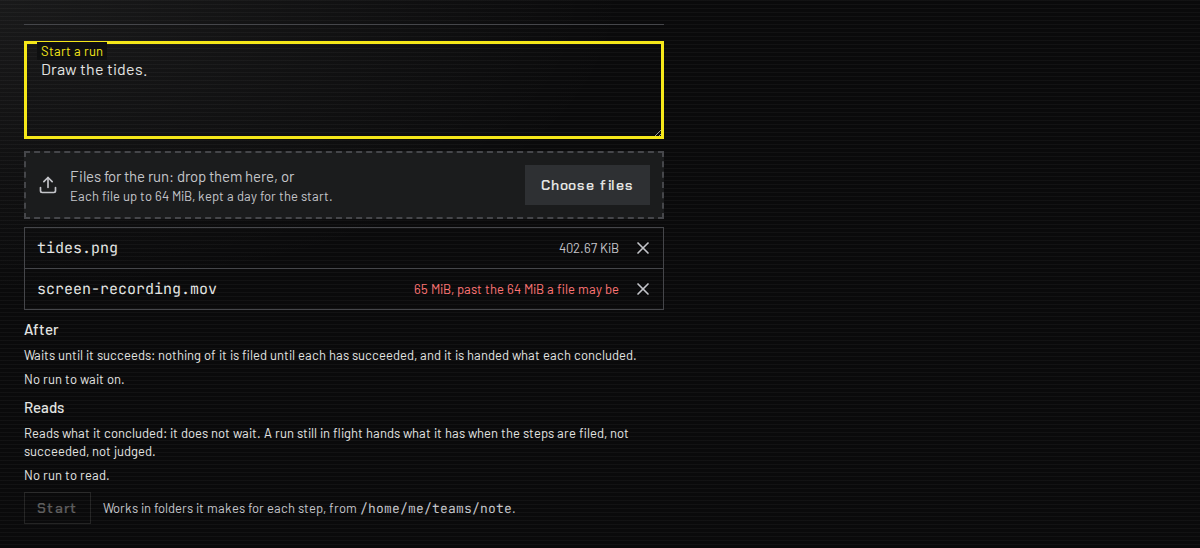 Start a run
Draw the tides.
Files for the run: drop them here, or
Each file up to 64 MiB, kept a day for the start.
Choose files
tides.png
402.67 KiB
screen-recording.mov
65 MiB, past the 64 MiB a file may be
After
Waits until it succeeds: nothing of it is filed until each has succeeded, and it is handed what each concluded.
No run to wait on.
Reads
Reads what it concluded: it does not wait. A run still in flight hands what it has when the steps are filed, not
succeeded, not judged.
No run to read.
Start
Works in folders it makes for each step, from /home/me/teams/note.